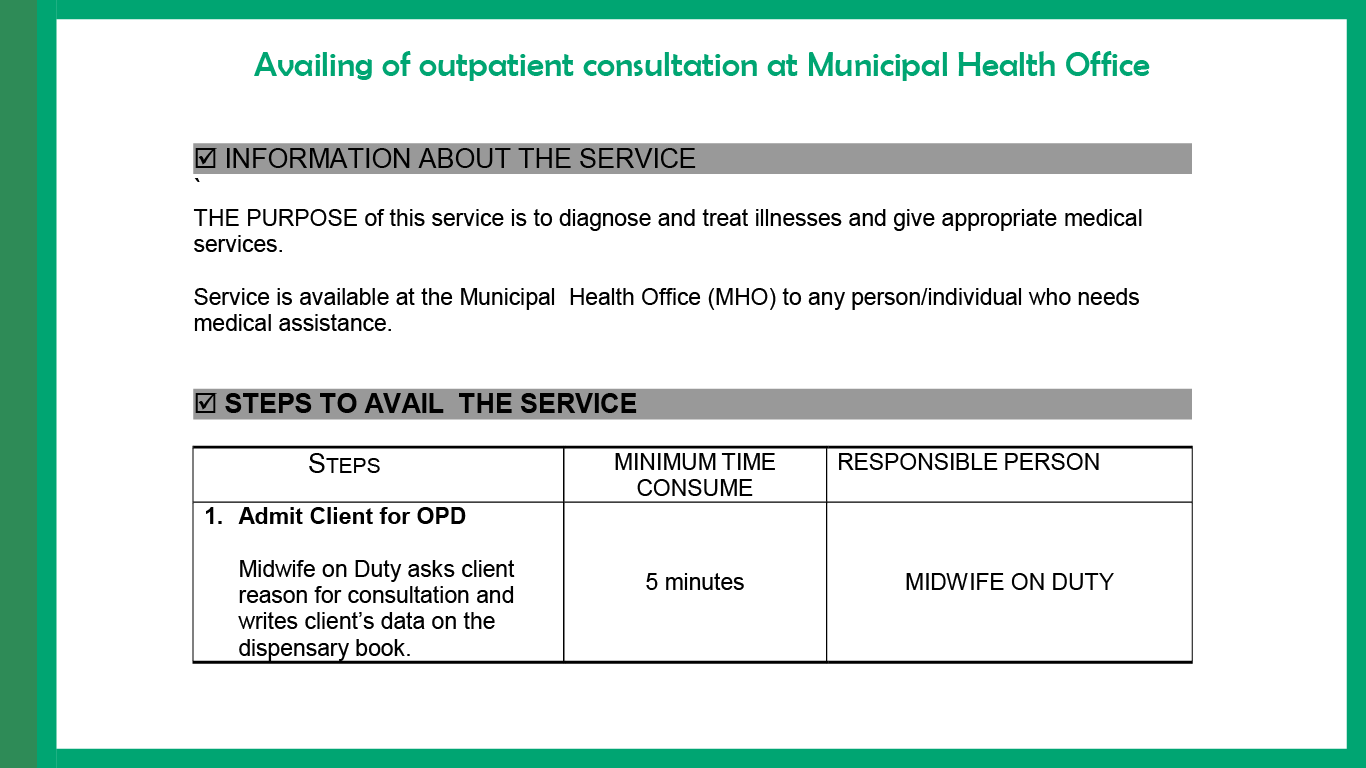 Availing of outpatient consultation at Municipal Health Office
☑ INFORMATION ABOUT THE SERVICE
`
THE PURPOSE of this service is to diagnose and treat illnesses and give appropriate medical
services.
Service is available at the Municipal  Health Office (MHO) to any person/individual who needs
medical assistance.
☑ STEPS TO AVAIL  THE SERVICE
STEPS
MINIMUM TIME
CONSUME
RESPONSIBLE PERSON
1. Admit Client for OPD
Midwife on Duty asks client
reason for consultation and
writes client’s data on the
dispensary book.
5 minutes
MIDWIFE ON DUTY